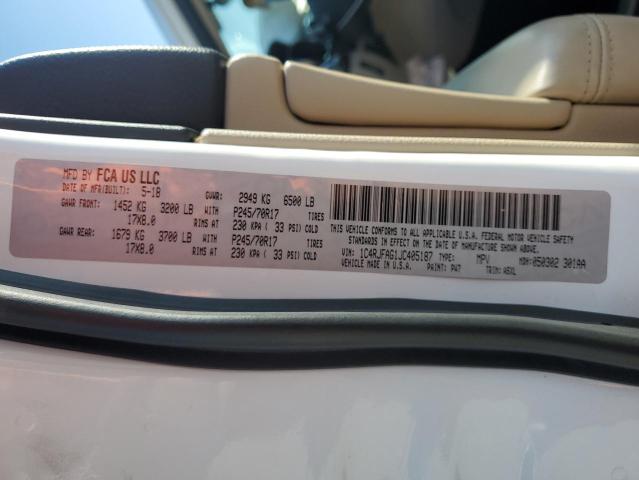 MFD BY FCA US LLC
DATE OF MFR(BUILT): 5-18 GVWR: 2949 KG 6500 LB
GAWR FRONT: 1452 KG 3200 LB WITH P245/70R17 TIRES
17X8.0 RIMS AT 230 KPA ( 33 PSI) COLD
GAWR REAR: 1679 KG 3700 LB WITH P245/70R17 TIRES
17X8.0 RIMS AT 230 KPA ( 33 PSI) COLD
THIS VEHICLE CONFORMS TO ALL APPLICABLE U.S.A. FEDERAL MOTOR VEHICLE SAFETY
STANDARDS IN EFFECT ON THE DATE OF MANUFACTURE SHOWN ABOVE.
VIN: 1C4RJFAG1JC405187 TYPE: MPV MDH: 050302 301AA
VEHICLE MADE IN U.S.A. PAINT: PW7 TRIM: A5XL